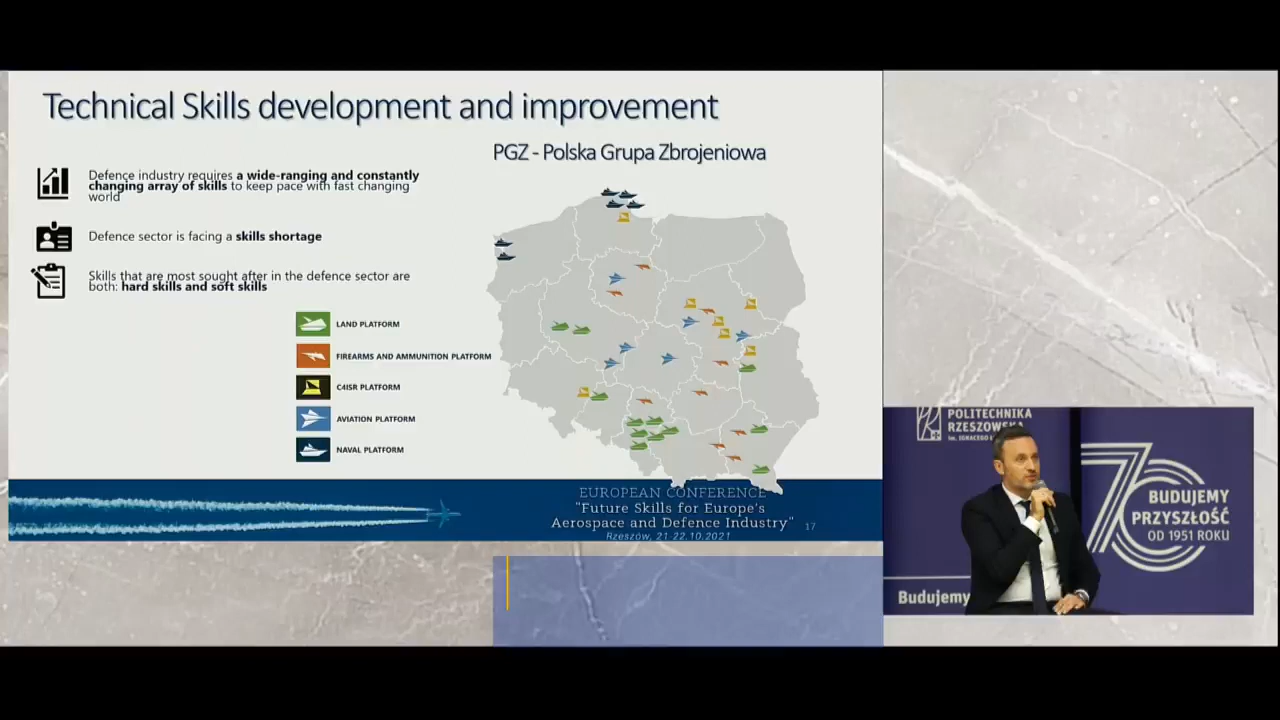 Technical Skills development and improvement
PGZ - Polska Grupa Zbrojeniowa
Defence industry requires a wide-ranging and constantly
changing array of skills to keep pace with fast changing
world
Defence sector is facing a skills shortage
Skills that are most sought after in the defence sector are
both: hard skills and soft skills
LAND PLATFORM
FIREARMS AND AMMUNITION PLATFORM
C4ISR PLATFORM
AVIATION PLATFORM
NAVAL PLATFORM
EUROPEAN CONFERENCE
"Future Skills for Europe's
Aerospace and Defence Industry"
Rzeszów, 21-22.10.2021
17
POLITECHNIKA
RZESZOWSKA
im. IGNACEGO
70
BUDUJEMY
PRZYSZŁOŚĆ
OD 1951 ROKU
Budujemy